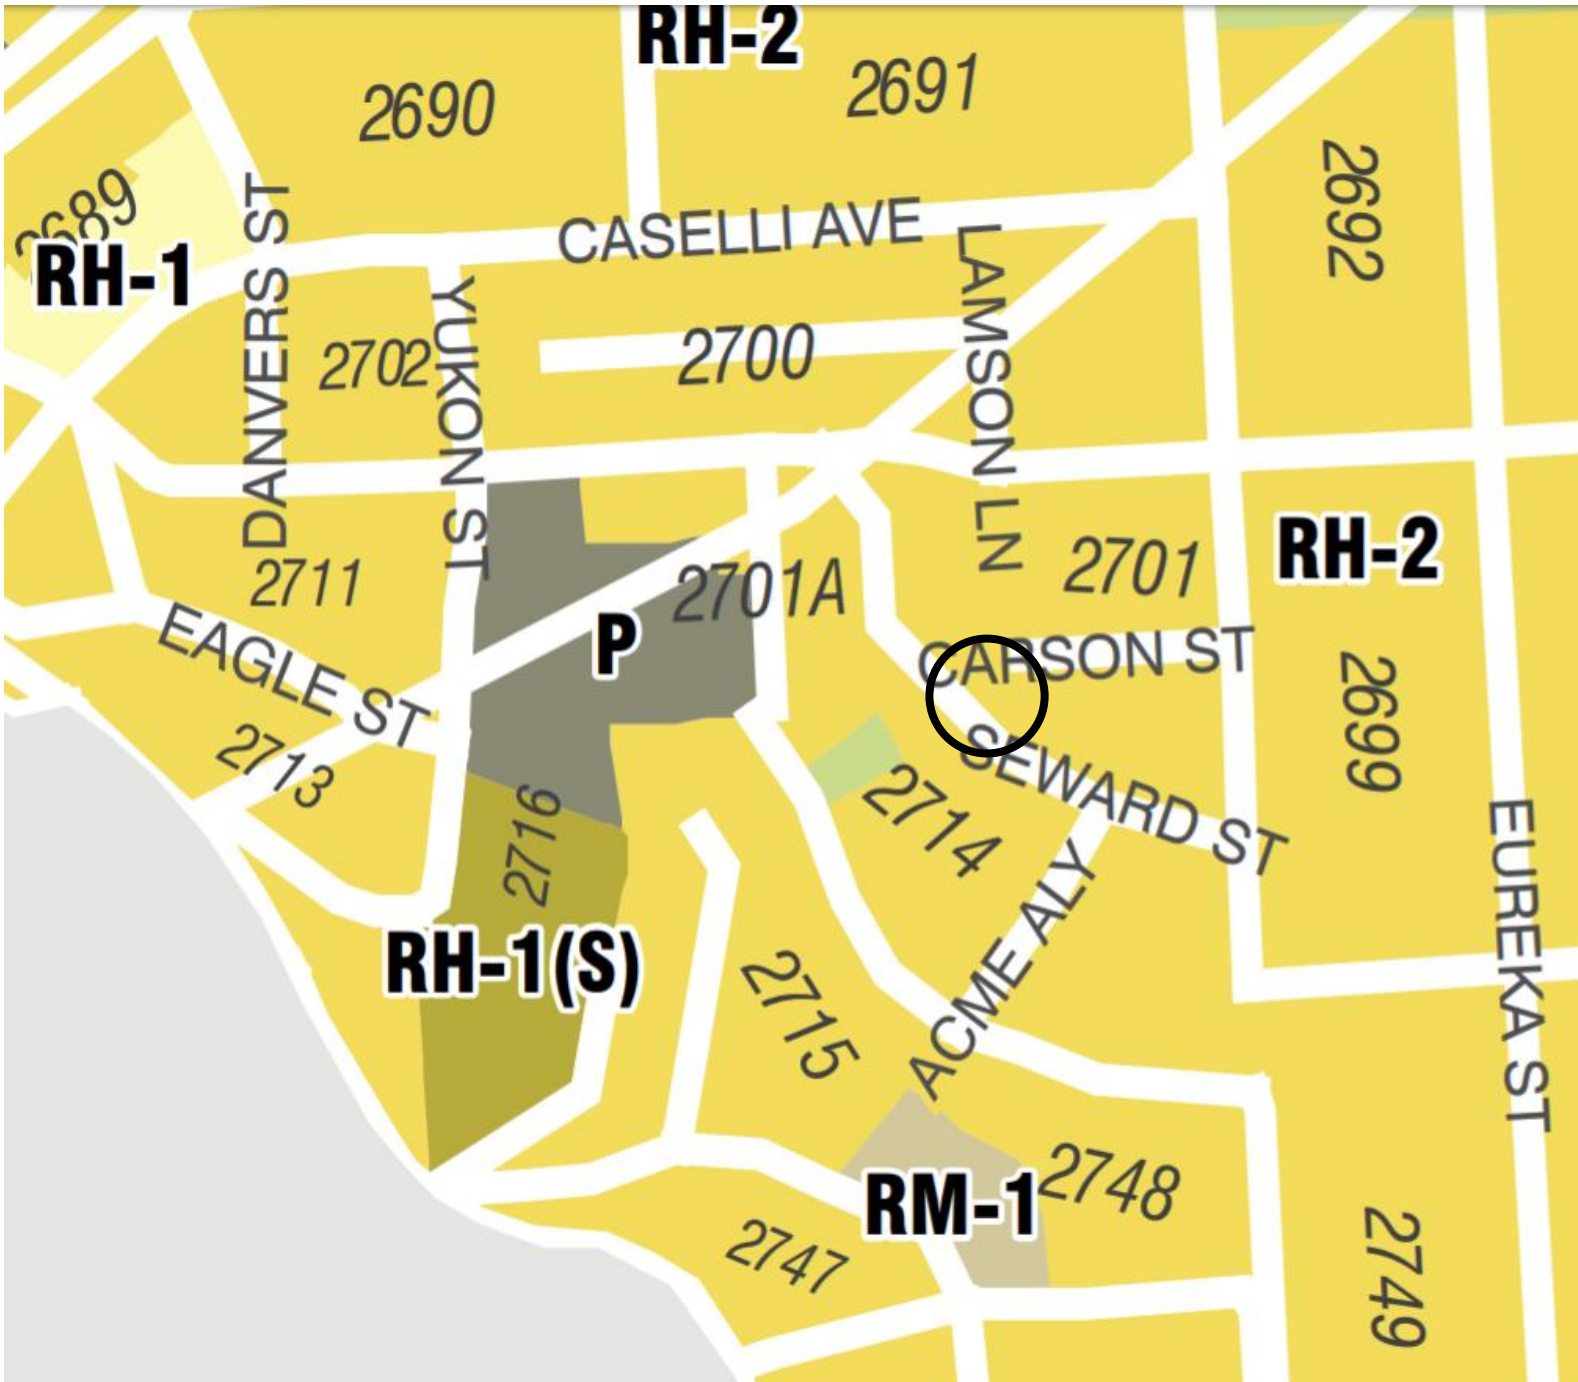 RH-2
2690
2691
2692
2689
RH-1
DANVERS ST
CASELLI AVE
LAMSON LN
YUKON ST
2702
2700
2711
2701A
2701
RH-2
P
EAGLE ST
CARSON ST
2699
2713
SEWARD ST
2714
2716
EUREKA ST
ACME ALY
RH-1(S)
2715
RM-1
2748
2747
2749